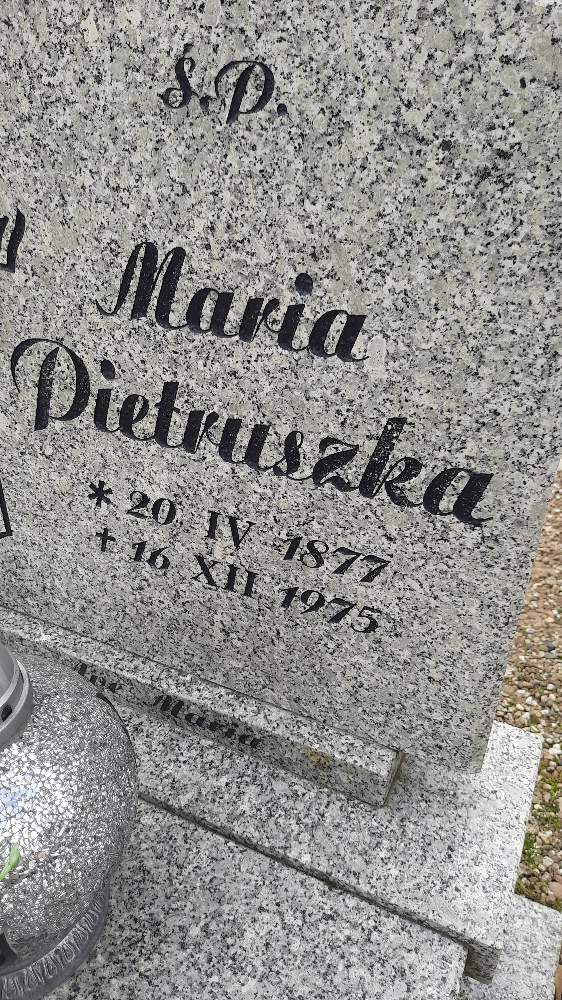 Ś.P.
Maria
Pietruszka
* 20 IV 1877
+ 16 XII 1975
Ave Maria